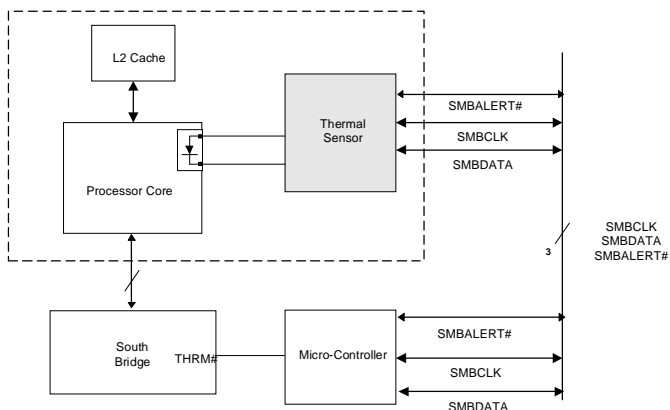 L2 Cache
Thermal
Sensor
Processor Core
SMBALERT#
SMBCLK
SMBDATA
SMBCLK
SMBDATA
SMBALERT#
3
South
Bridge
THRM#
Micro-Controller
SMBALERT#
SMBCLK
SMBDATA